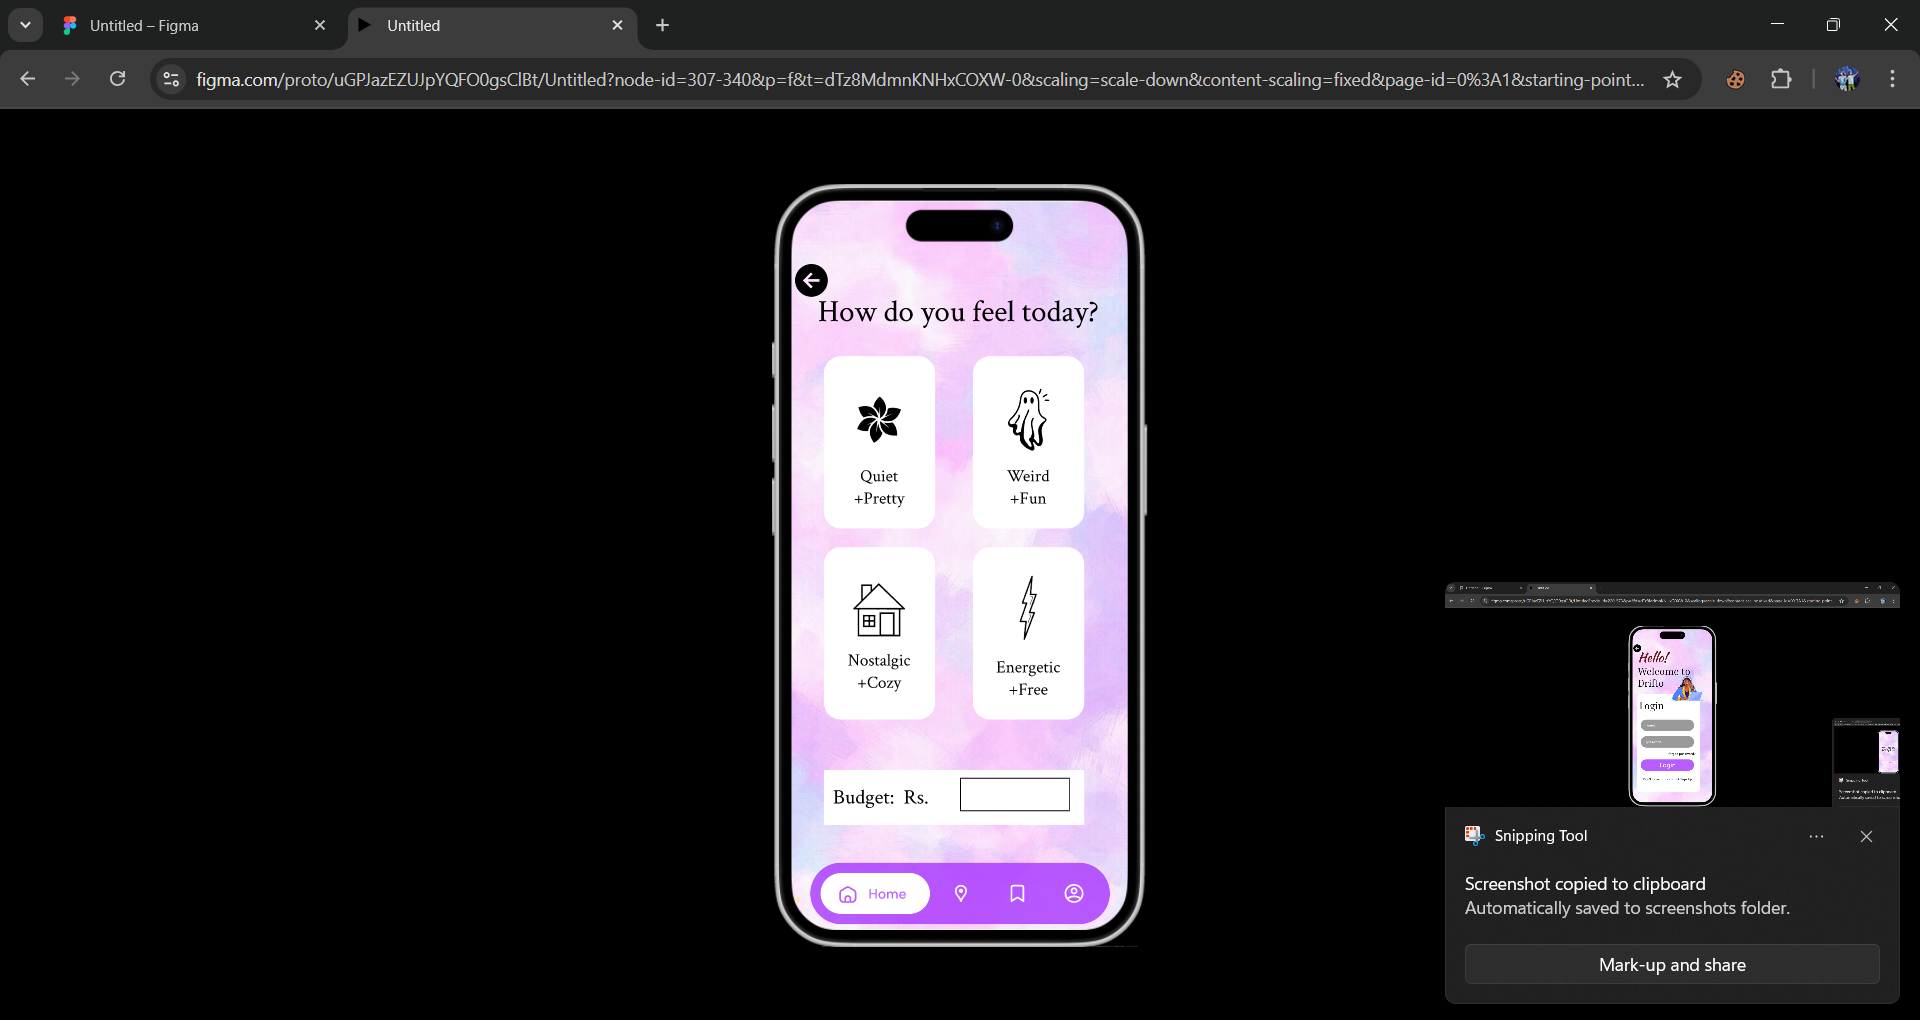 Untitled – Figma
Untitled
figma.com/proto/uGPJazEZUJpYQFO0gsClBt/Untitled?node-id=307-340&p=f&t=dTz8MdmnKNHxCOXW-0&scaling=scale-down&content-scaling=fixed&page-id=0%3A1&starting-point...
How do you feel today?
Quiet
+Pretty
Weird
+Fun
Nostalgic
+Cozy
Energetic
+Free
Budget: Rs.
Home
Hello!
Welcome to
Login
Login
Snipping Tool
Screenshot copied to clipboard
Automatically saved to screenshots folder.
Mark-up and share